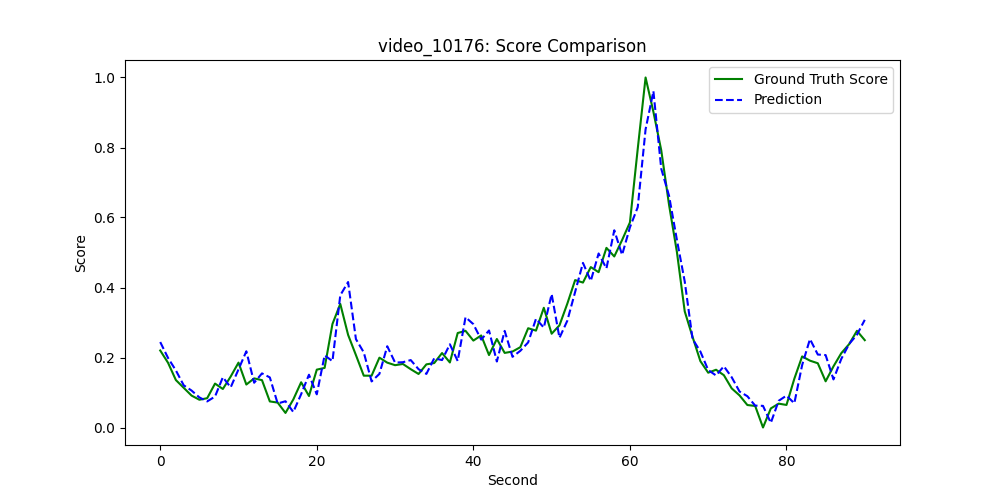 video_10176: Score Comparison
Ground Truth Score
Prediction
1.0
0.8
0.6
0.4
0.2
0.0
Score
0 20 40 60 80
Second